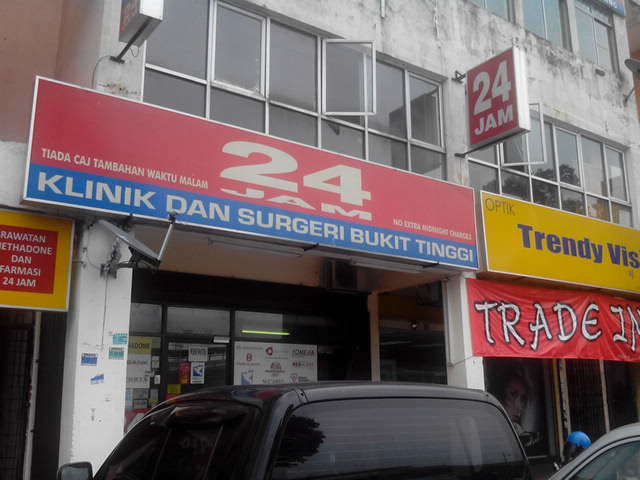 24
JAM
TIADA CAJ TAMBAHAN WAKTU MALAM
24
JAM
NO EXTRA MIDNIGHT CHARGES
KLINIK DAN SURGERI BUKIT TINGGI
RAWATAN
METHADONE
DAN
FARMASI
24 JAM
OPTIK
Trendy Vis
TRADE IN